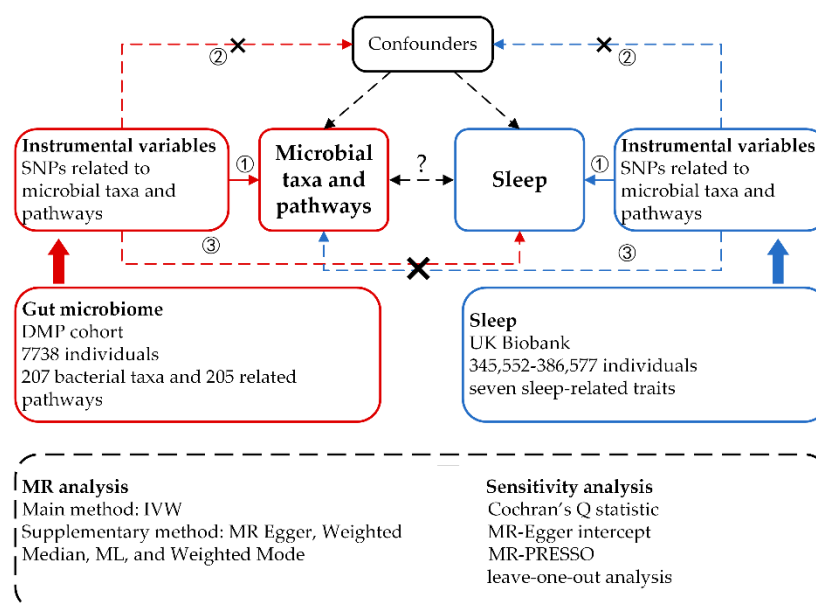 Confounders
②
②
Instrumental variables
SNPs related to
microbial taxa and
pathways
①
Microbial
taxa and
pathways
?
Sleep
①
Instrumental variables
SNPs related to
microbial taxa and
pathways
③
③
Gut microbiome
DMP cohort
7738 individuals
207 bacterial taxa and 205 related
pathways
Sleep
UK Biobank
345,552-386,577 individuals
seven sleep-related traits
MR analysis
Main method: IVW
Supplementary method: MR Egger, Weighted
Median, ML, and Weighted Mode
Sensitivity analysis
Cochran's Q statistic
MR-Egger intercept
MR-PRESSO
leave-one-out analysis